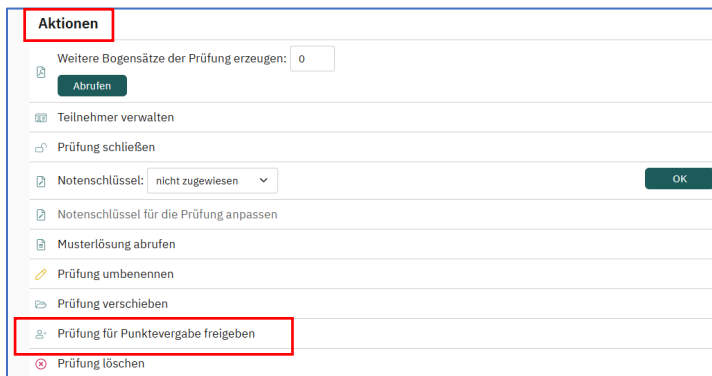 Aktionen
Weitere Bogensätze der Prüfung erzeugen: 0
Abrufen
Teilnehmer verwalten
Prüfung schließen
Notenschlüssel: nicht zugewiesen OK
Notenschlüssel für die Prüfung anpassen
Musterlösung abrufen
Prüfung umbenennen
Prüfung verschieben
Prüfung für Punktevergabe freigeben
Prüfung löschen